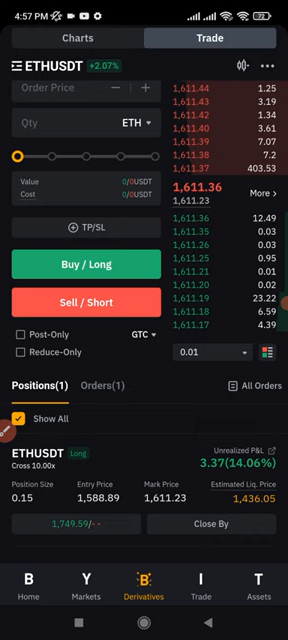 4:57 PM
72
Charts Trade
ETHUSDT +2.07%
Order Price − +
Qty ETH
Value 0/0USDT
Cost 0/0USDT
TP/SL
Buy / Long
Sell / Short
Post-Only GTC
Reduce-Only
1,611.44 1.25
1,611.43 3.19
1,611.42 1.34
1,611.40 3.61
1,611.39 7.07
1,611.38 7.2
1,611.37 403.53
1,611.36 More >
1,611.23
1,611.36 12.49
1,611.35 0.03
1,611.26 0.03
1,611.25 0.95
1,611.21 0.01
1,611.20 0.02
1,611.19 23.22
1,611.18 6.59
1,611.17 4.39
0.01
Positions(1) Orders(1) All Orders
Show All
ETHUSDT Long Unrealized P&L
Cross 10.00x 3.37(14.06%)
Position Size Entry Price Mark Price Estimated Liq. Price
0.15 1,588.89 1,611.23 1,436.05
1,749.59/-- Close By
B Y B I T
Home Markets Derivatives Trade Assets